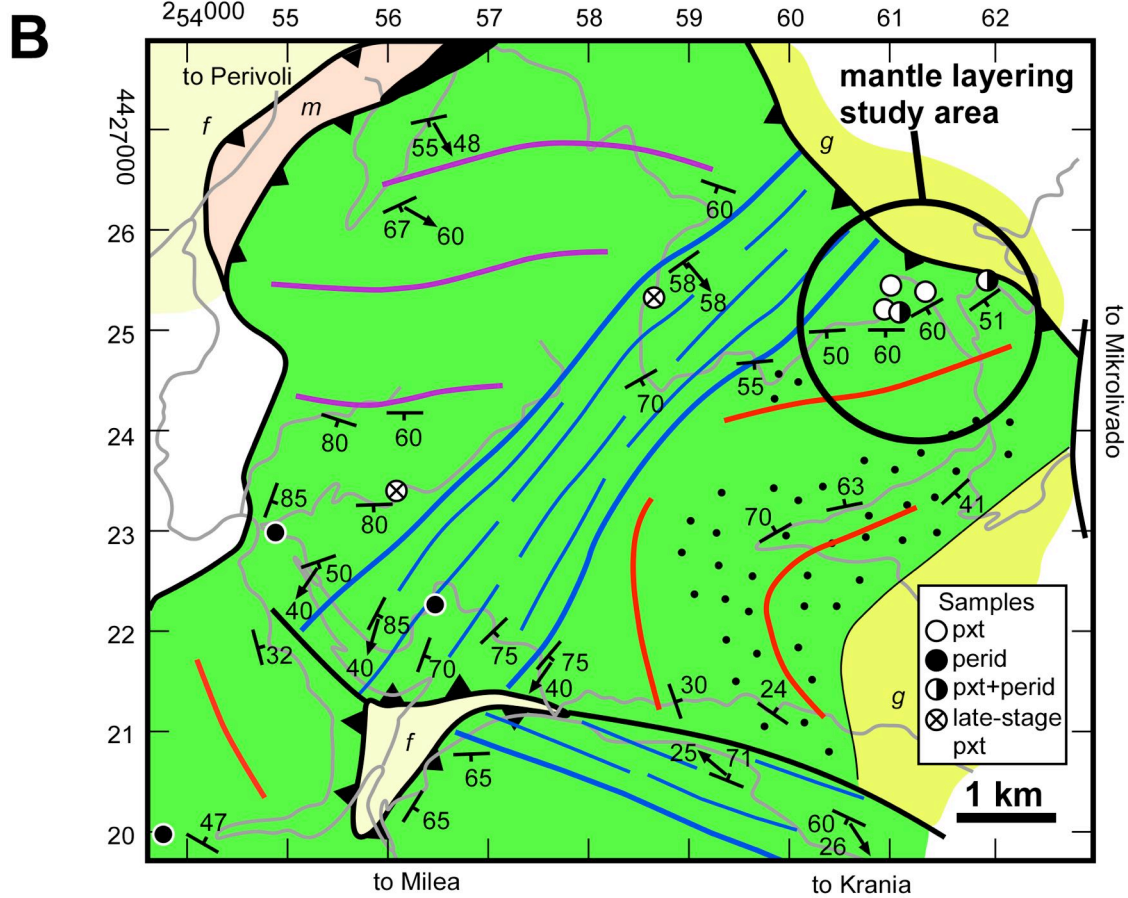 B
254000 55 56 57 58 59 60 61 62
4427000
26
25
24
23
22
21
20
to Perivoli
mantle layering
study area
f
m
g
55
48
67
60
60
58
58
50
60
60
51
55
70
80
60
85
80
63
70
41
50
40
85
40
70
75
75
40
32
30
24
g
f
25
71
65
65
60
26
47
Samples
pxt
perid
pxt+perid
late-stage
pxt
1 km
to Mikrolivado
to Milea
to Krania